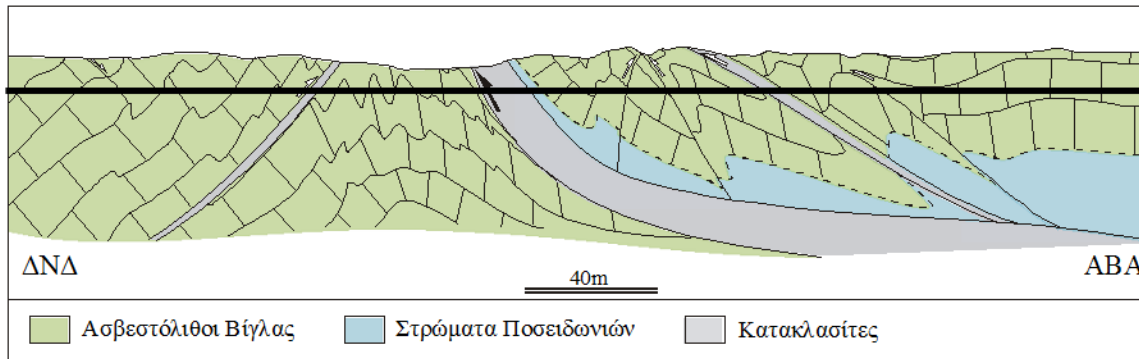 ΔΝΔ
ΑΒΑ
40m
Ασβεστόλιθοι Βίγλας
Στρώματα Ποσειδωνιών
Κατακλασίτες